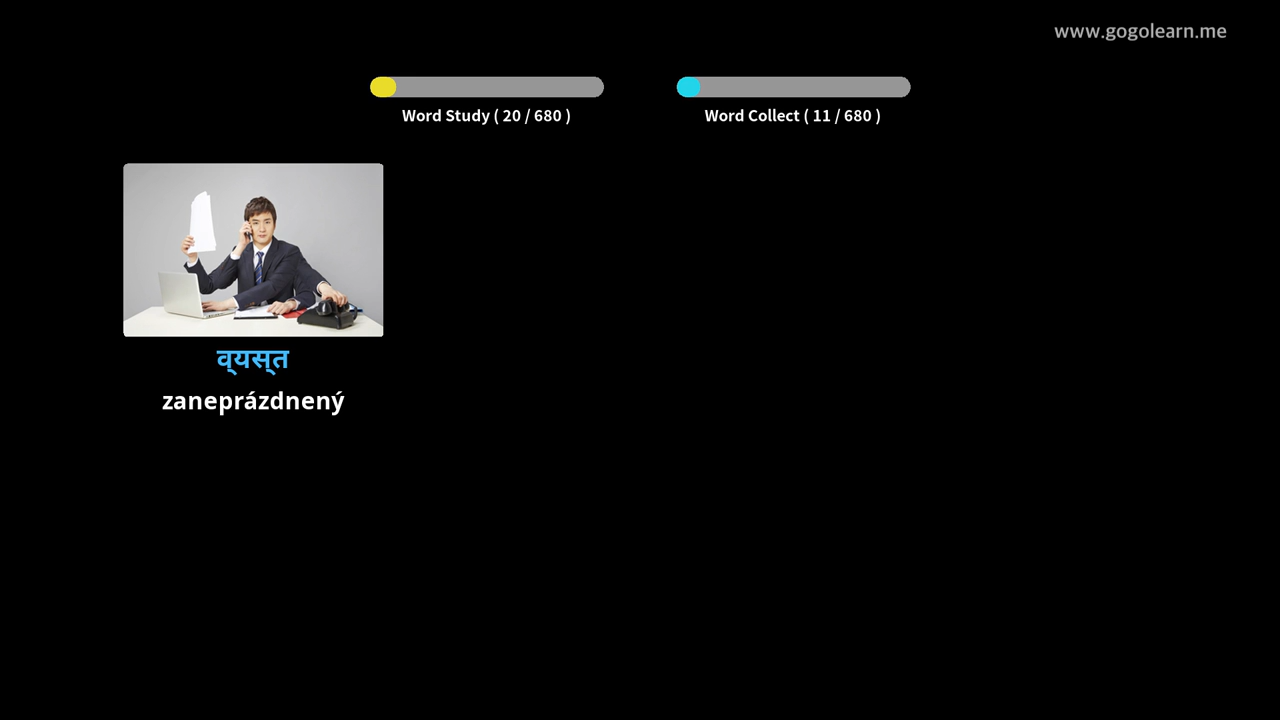 www.gogolearn.me
Word Study ( 20 / 680 )
Word Collect ( 11 / 680 )
व्‌यस्‌त
zaneprázdnený